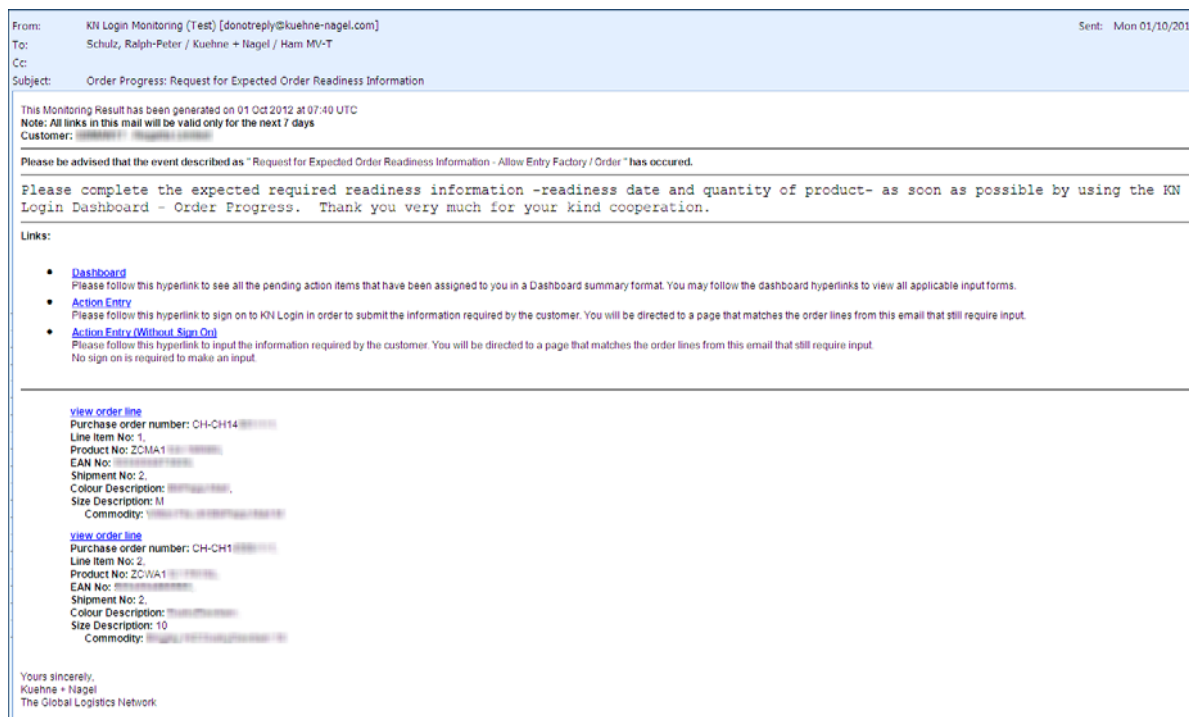 From: KN Login Monitoring (Test) [donotreply@kuehne-nagel.com] Sent: Mon 01/10/201
To: Schulz, Ralph-Peter / Kuehne + Nagel / Ham MV-T
Cc:
Subject: Order Progress: Request for Expected Order Readiness Information
This Monitoring Result has been generated on 01 Oct 2012 at 07:40 UTC
Note: All links in this mail will be valid only for the next 7 days
Customer:
Please be advised that the event described as "Request for Expected Order Readiness Information - Allow Entry Factory / Order" has occured.
Please complete the expected required readiness information -readiness date and quantity of product- as soon as possible by using the KN
Login Dashboard - Order Progress. Thank you very much for your kind cooperation.
Links:
• Dashboard
Please follow this hyperlink to see all the pending action items that have been assigned to you in a Dashboard summary format. You may follow the dashboard hyperlinks to view all applicable input forms.
• Action Entry
Please follow this hyperlink to sign on to KN Login in order to submit the information required by the customer. You will be directed to a page that matches the order lines from this email that still require input.
• Action Entry (Without Sign On)
Please follow this hyperlink to input the information required by the customer. You will be directed to a page that matches the order lines from this email that still require input.
No sign on is required to make an input.
view order line
Purchase order number: CH-CH14
Line Item No: 1,
Product No: ZCMA1
EAN No:
Shipment No: 2,
Colour Description:
Size Description: M
Commodity:
view order line
Purchase order number: CH-CH1
Line Item No: 2,
Product No: ZCWA1
EAN No:
Shipment No: 2,
Colour Description:
Size Description: 10
Commodity:
Yours sincerely,
Kuehne + Nagel
The Global Logistics Network